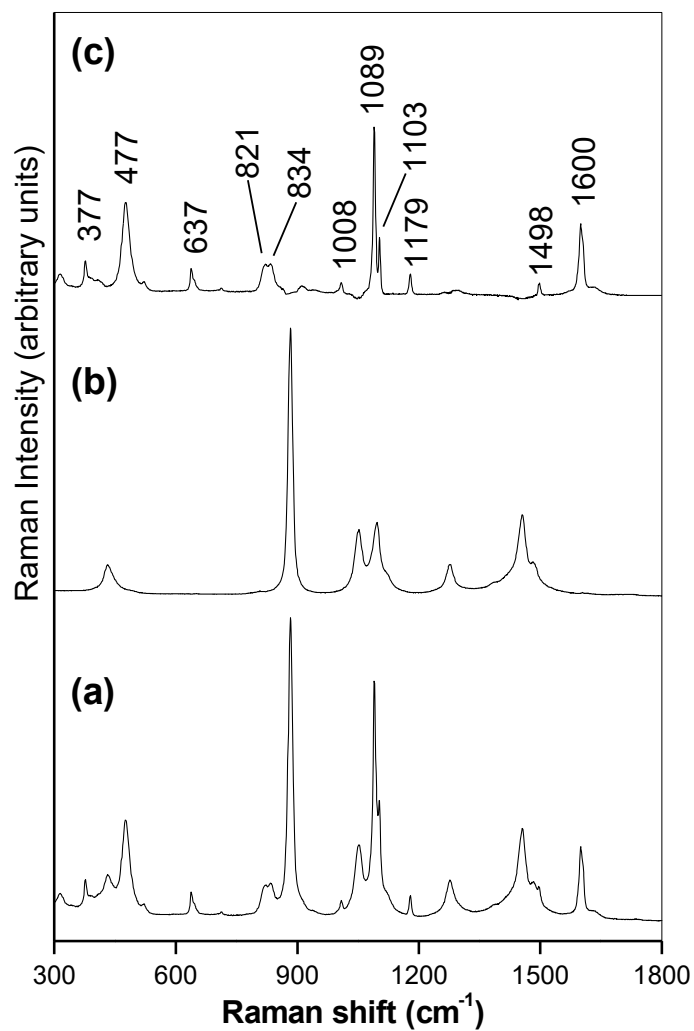 (c)
377
477
637
821
834
1008
1089
1103
1179
1498
1600
(b)
(a)
Raman Intensity (arbitrary units)
300 600 900 1200 1500 1800
Raman shift (cm⁻¹)